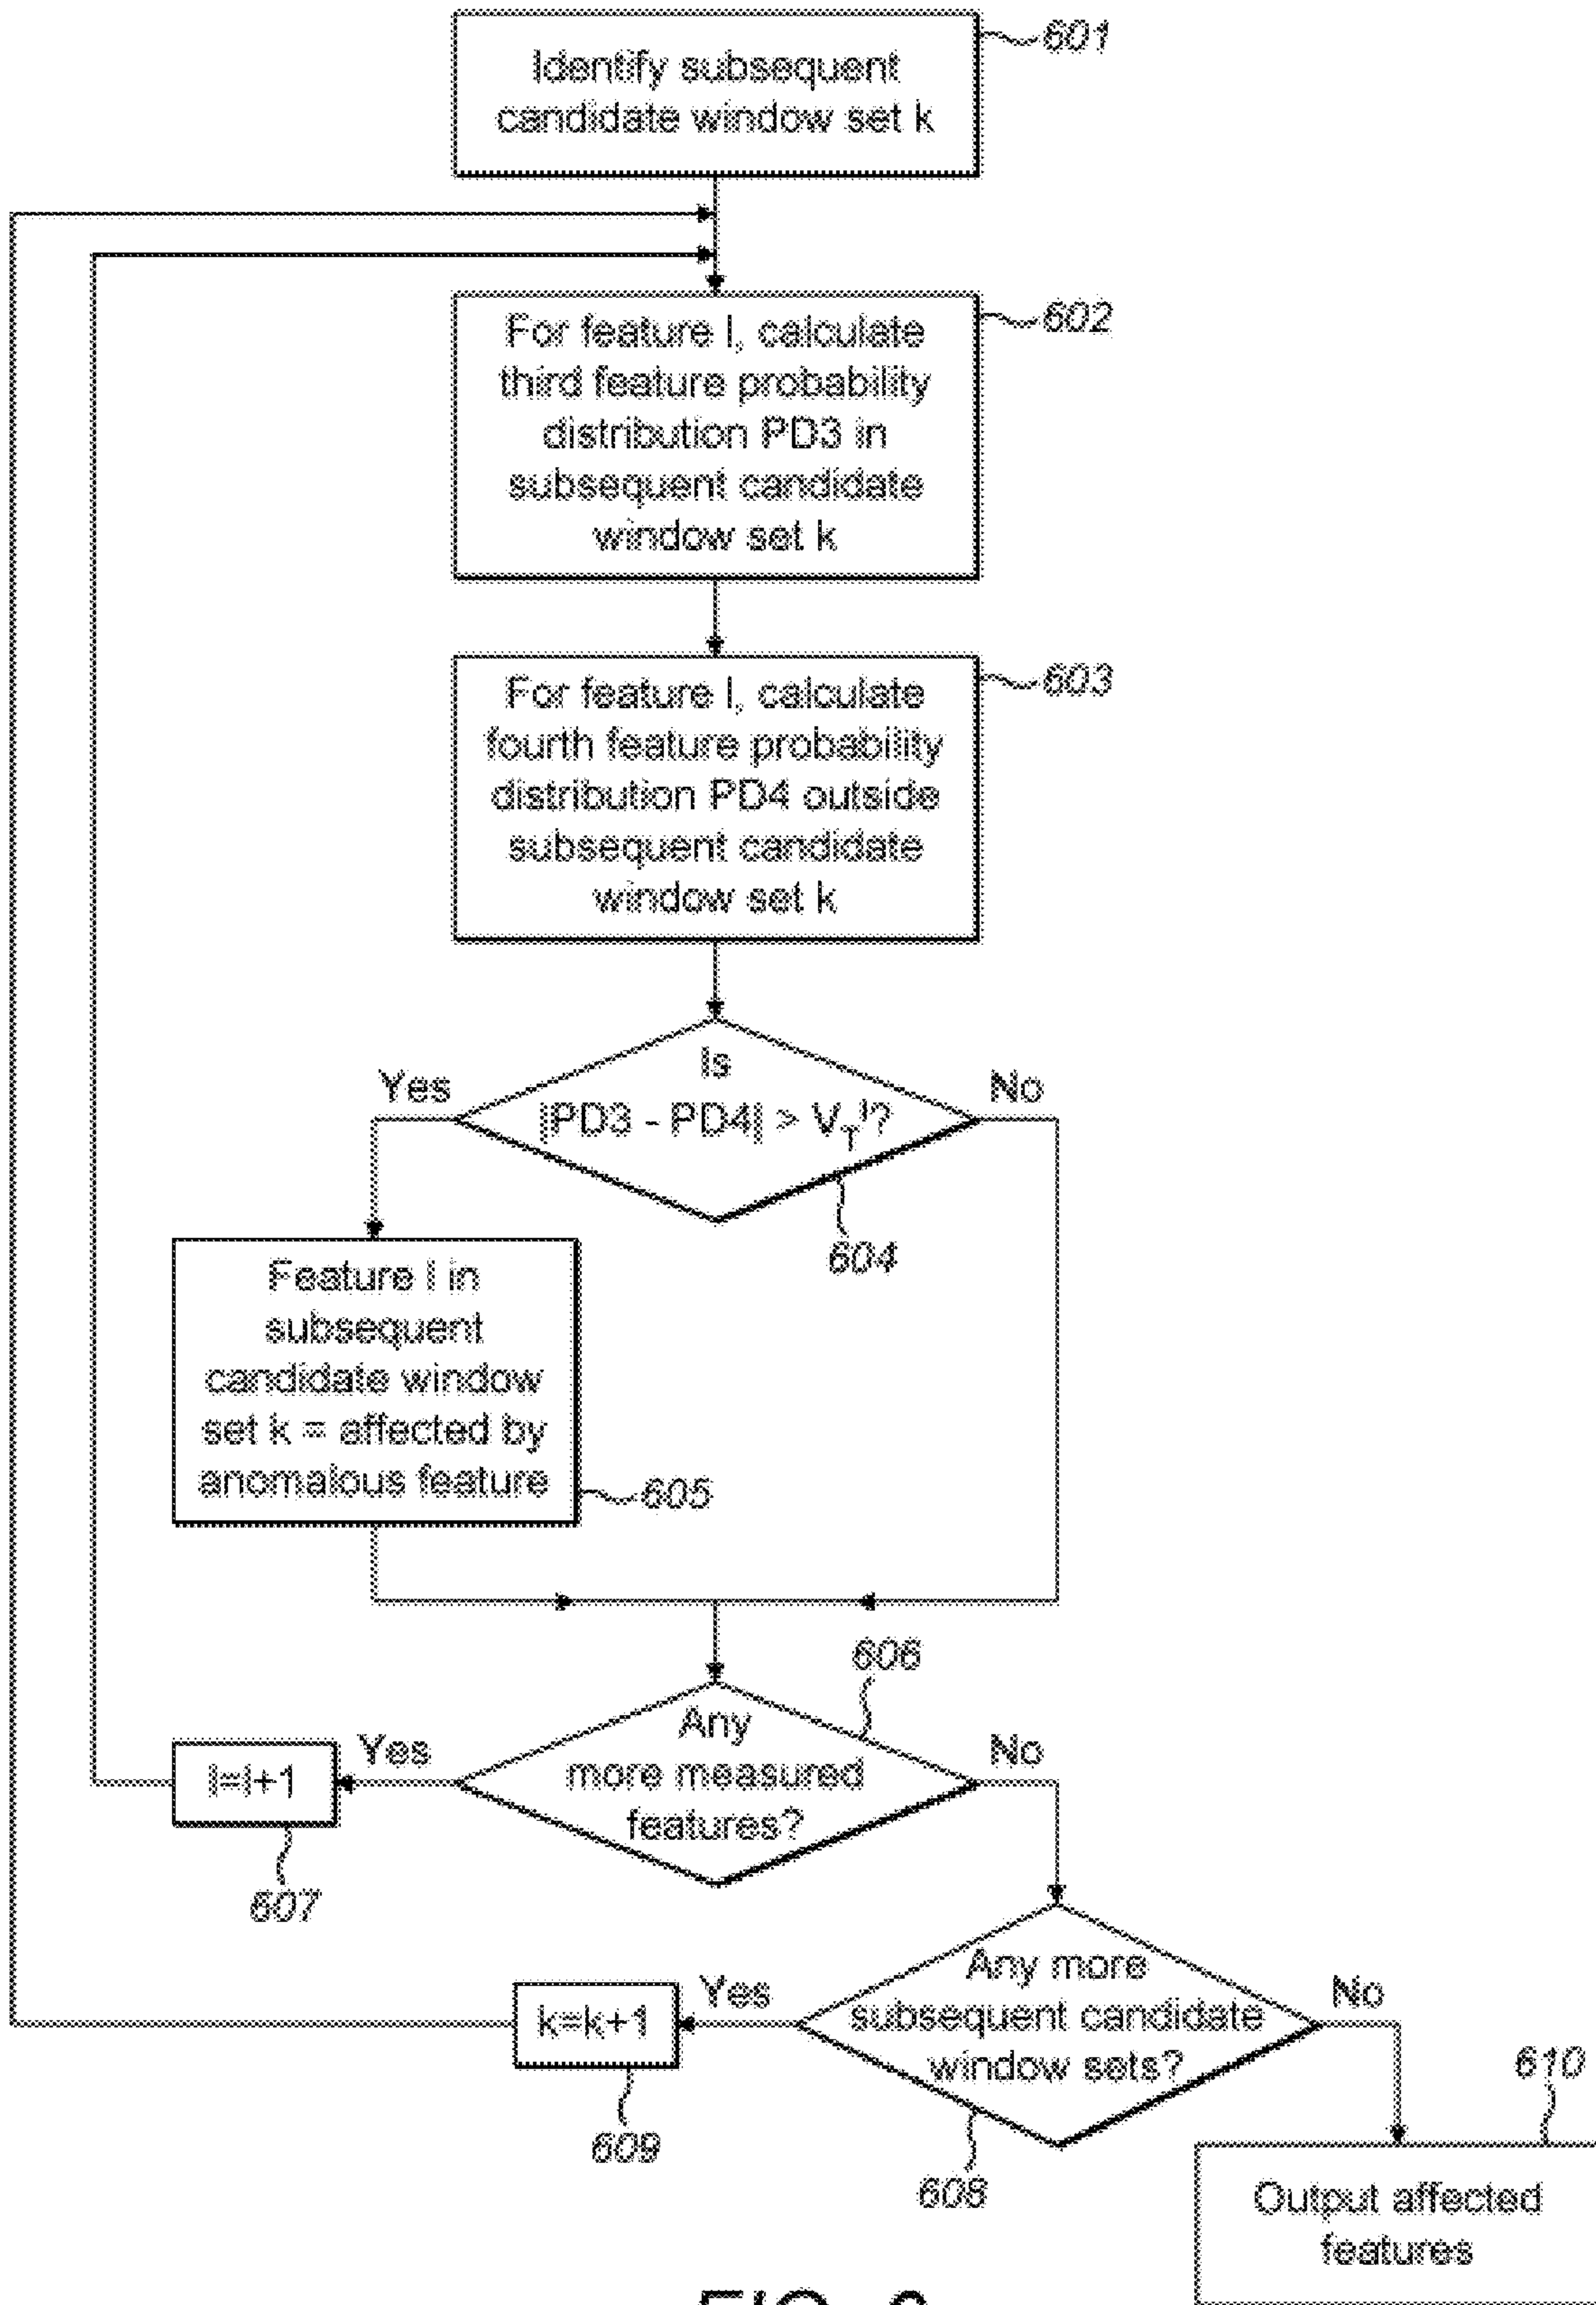 601
Identify subsequent
candidate window set k
602
For feature l, calculate
third feature probability
distribution PD3 in
subsequent candidate
window set k
603
For feature l, calculate
fourth feature probability
distribution PD4 outside
subsequent candidate
window set k
Yes
Is
No
|PD3 - PD4| > V_T^l?
604
Feature l in
subsequent
candidate window
set k = affected by
anomalous feature
605
606
Any
more measured
features?
Yes
No
l=l+1
607
Any more
subsequent candidate
window sets?
Yes
No
k=k+1
609
608
610
Output affected
features